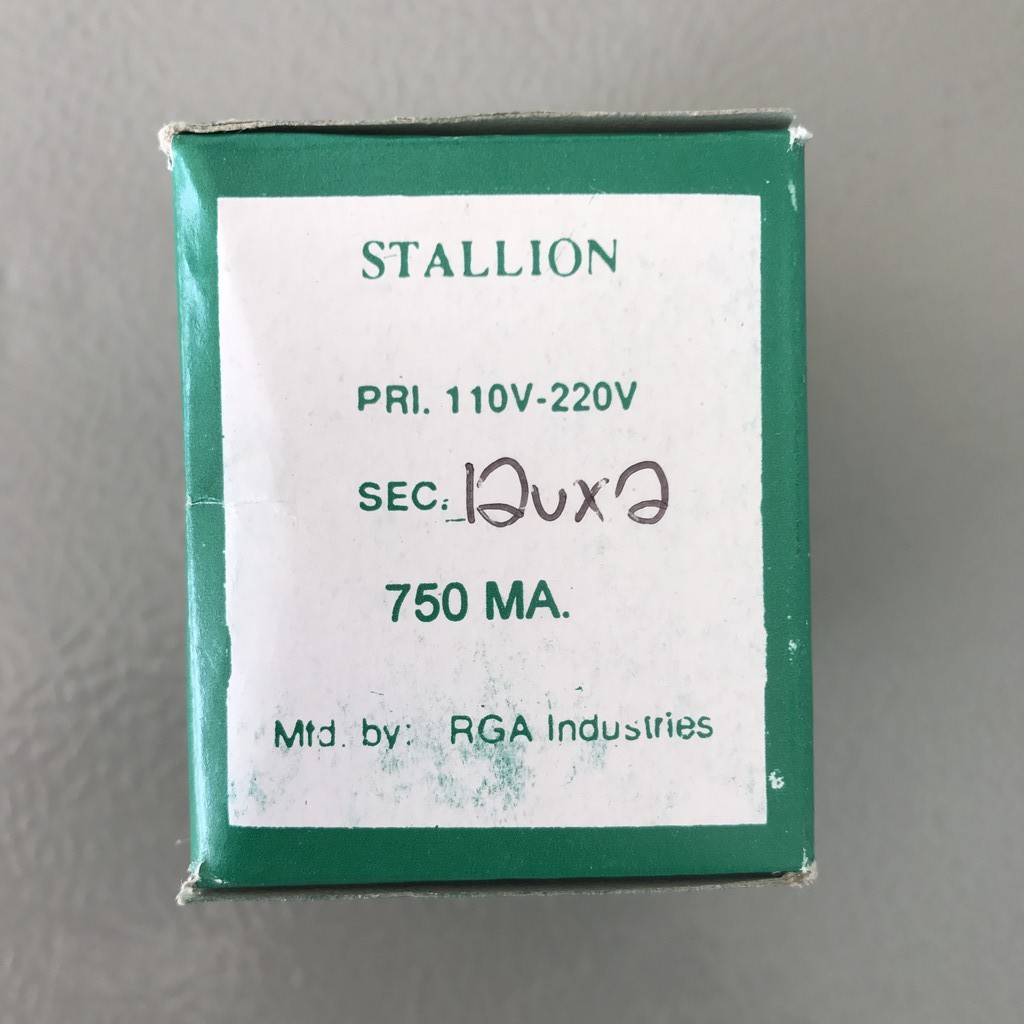 STALLION
PRI. 110V-220V
SEC: 12VX2
750 MA.
Mfd. by: RGA Industries